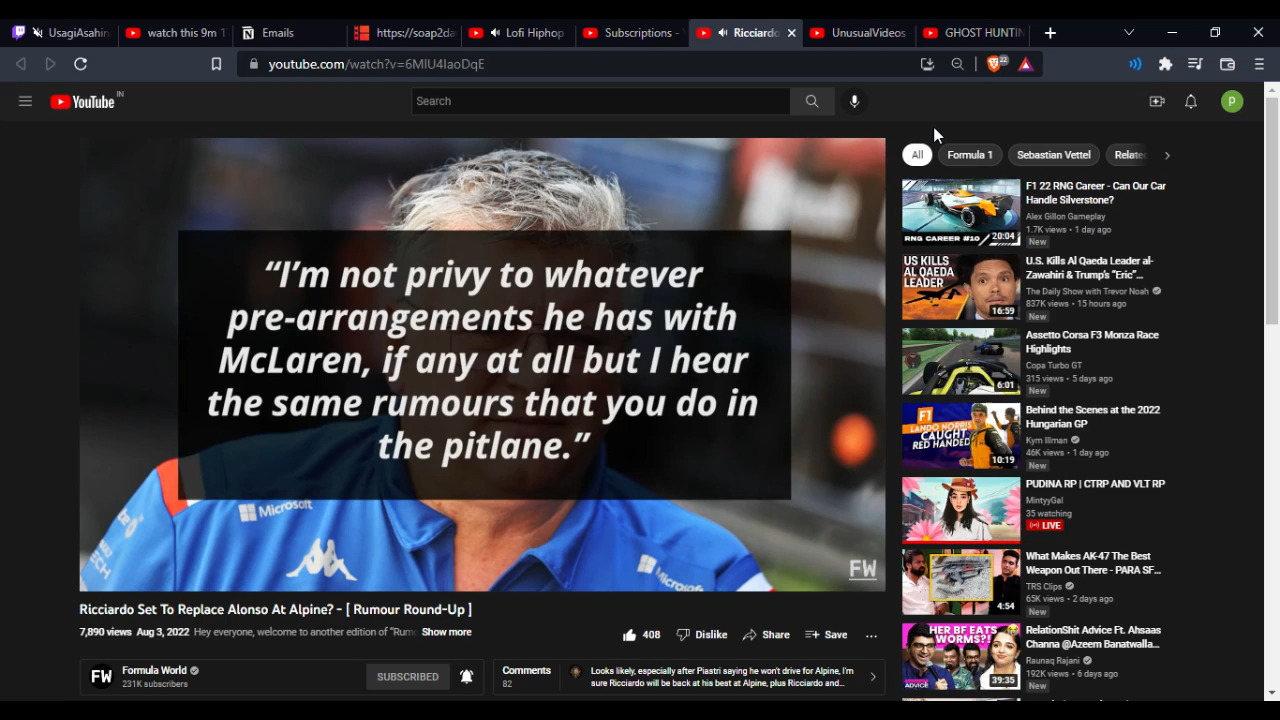 UsagiAsahin
watch this 9m 1
Emails
https://soap2da
Lofi Hiphop
Subscriptions -
Ricciardo
UnusualVideos
GHOST HUNTIN
youtube.com/watch?v=6MIU4IaoDqE
22
YouTube IN
Search
P
All
Formula 1
Sebastian Vettel
Relate
“I’m not privy to whatever
pre-arrangements he has with
McLaren, if any at all but I hear
the same rumours that you do in
the pitlane.”
Microsoft
Microsoft
FW
Ricciardo Set To Replace Alonso At Alpine? - [ Rumour Round-Up ]
7,890 views Aug 3, 2022 Hey everyone, welcome to another edition of “Rumo Show more
408
Dislike
Share
Save
FW
Formula World
231K subscribers
SUBSCRIBED
Comments
82
Looks likely, especially after Piastri saying he won't drive for Alpine, I'm
sure Ricciardo will be back at his best at Alpine, plus Ricciardo and...
RNG CAREER #10
20:04
F1 22 RNG Career - Can Our Car
Handle Silverstone?
Alex Gillon Gameplay
1.7K views • 1 day ago
New
US KILLS
AL QAEDA
LEADER
16:59
U.S. Kills Al Qaeda Leader al-
Zawahiri & Trump’s “Eric”...
The Daily Show with Trevor Noah
837K views • 15 hours ago
New
6:01
Assetto Corsa F3 Monza Race
Highlights
Copa Turbo GT
315 views • 5 days ago
New
F1
LANDO NORRIS
CAUGHT
RED HANDED
10:19
Behind the Scenes at the 2022
Hungarian GP
Kym Illman
46K views • 1 day ago
New
PUDINA RP | CTRP AND VLT RP
MintyyGal
35 watching
LIVE
4:54
What Makes AK-47 The Best
Weapon Out There - PARA SF...
TRS Clips
65K views • 2 days ago
New
HER BF EATS
WORMS?!
ADVICE
39:35
RelationShit Advice Ft. Ahsaas
Channa @Azeem Banatwalla...
Raunaq Rajani
192K views • 6 days ago
New